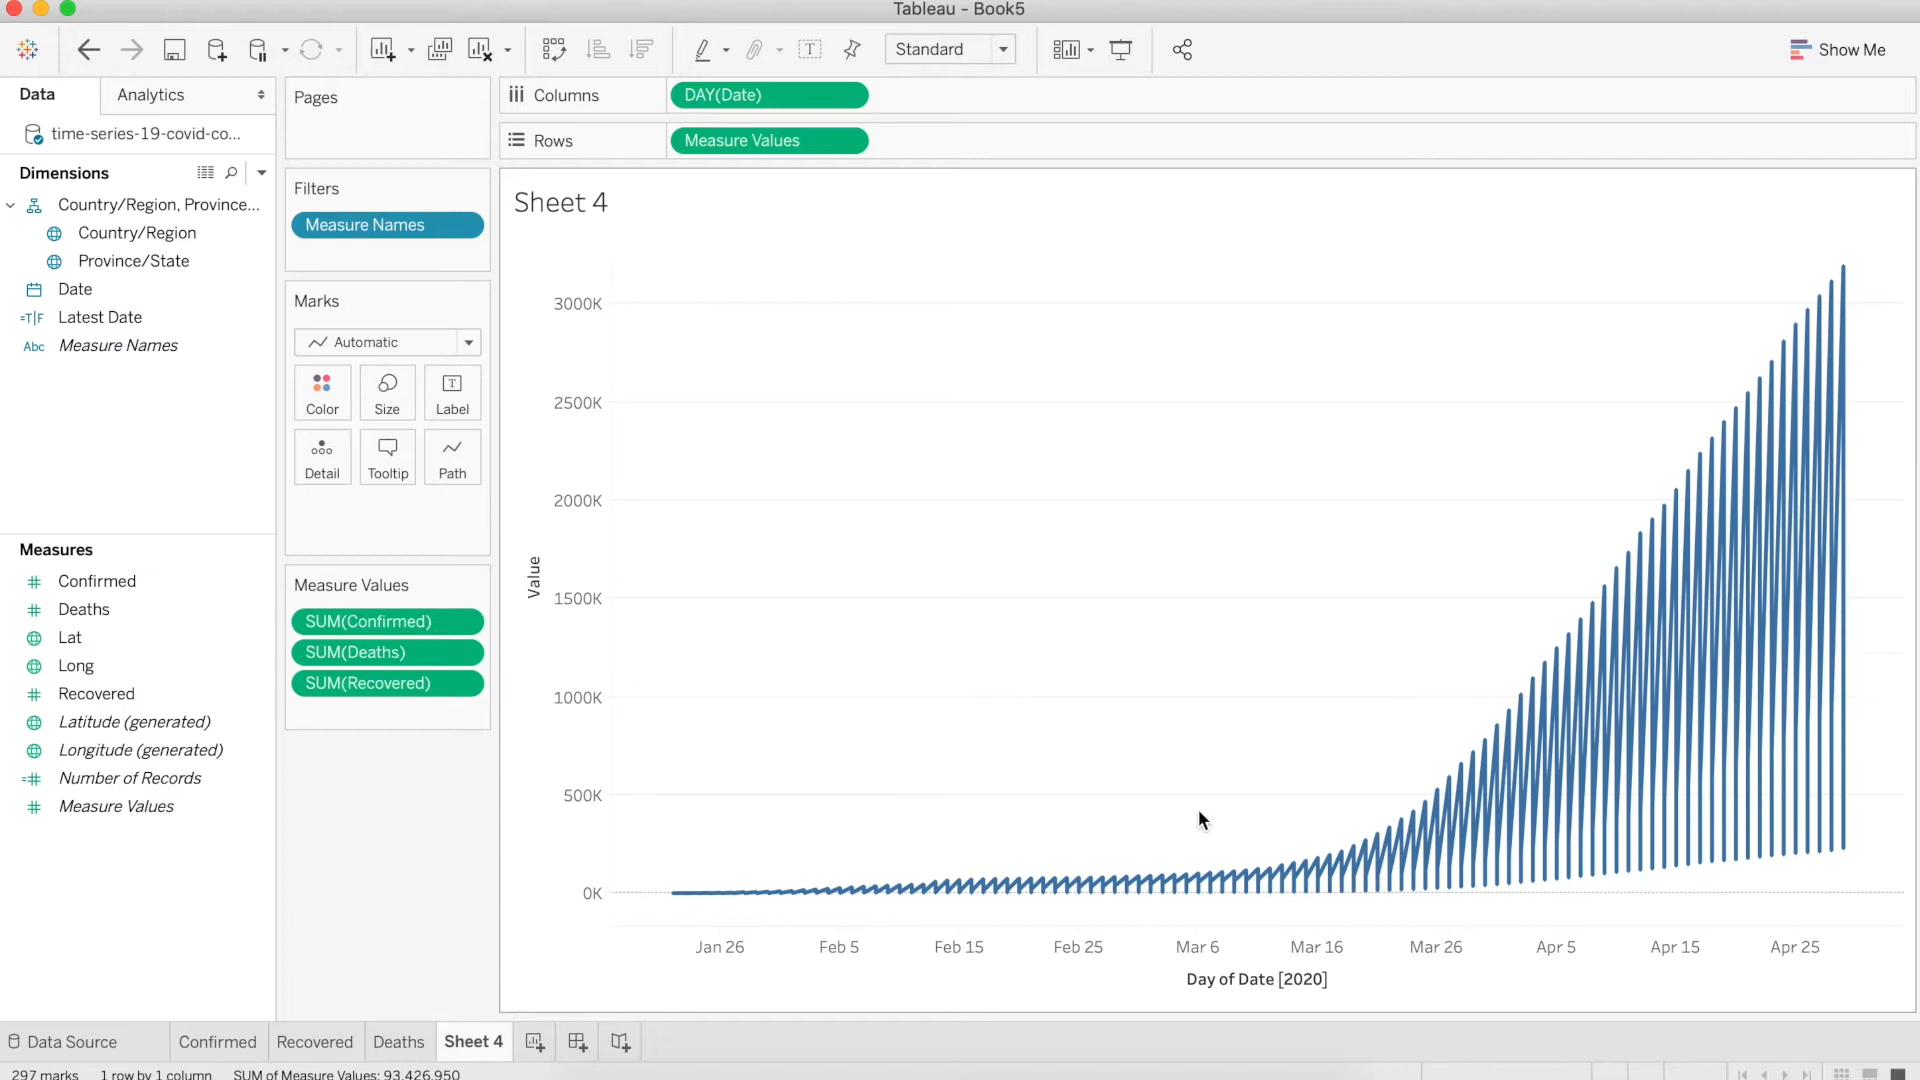 Tableau - Book5
Standard
Show Me
Data
Analytics
time-series-19-covid-co...
Dimensions
Country/Region, Province...
Country/Region
Province/State
Date
=T|F Latest Date
Abc Measure Names
Measures
Confirmed
Deaths
Lat
Long
Recovered
Latitude (generated)
Longitude (generated)
Number of Records
Measure Values
Pages
Filters
Measure Names
Marks
Automatic
Color
Size
Label
Detail
Tooltip
Path
Measure Values
SUM(Confirmed)
SUM(Deaths)
SUM(Recovered)
Columns
DAY(Date)
Rows
Measure Values
Sheet 4
3000K
2500K
2000K
1500K
1000K
500K
0K
Value
Jan 26
Feb 5
Feb 15
Feb 25
Mar 6
Mar 16
Mar 26
Apr 5
Apr 15
Apr 25
Day of Date [2020]
Data Source
Confirmed
Recovered
Deaths
Sheet 4
297 marks
1 row by 1 column
SUM of Measure Values: 93,426,950